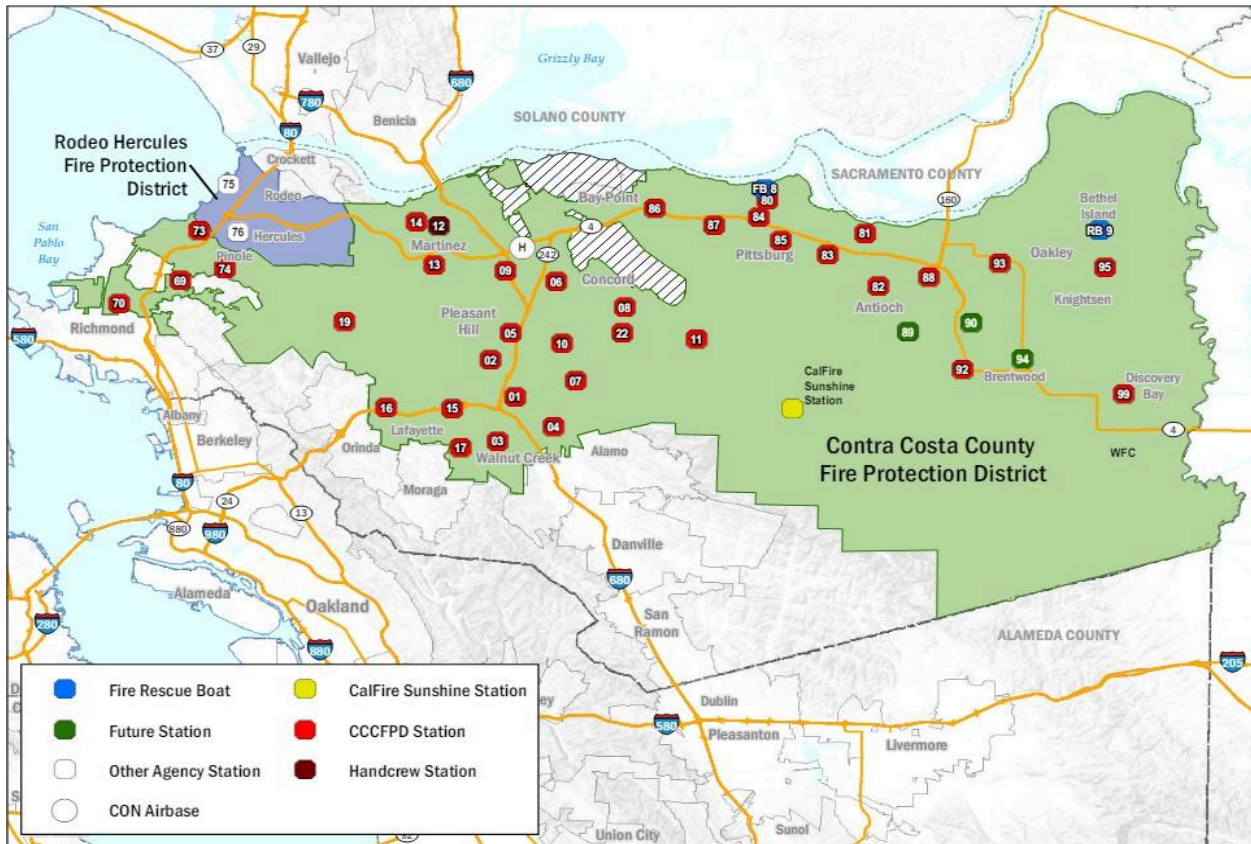 37
29
Vallejo
680
Grizzly Bay
780
Benicia
SOLANO COUNTY
80
Rodeo Hercules
Fire Protection
District
Crockett
75
Rodeo
SACRAMENTO COUNTY
Bay Point
FB 8
80
160
Bethel
Island
RB 9
San
Pablo
Bay
73
76
Hercules
14
12
Martinez
86
87
84
85
Pittsburg
81
4
H
242
Pinole
74
13
09
06
Concord
83
88
93
Oakley
95
Knightsen
69
70
Richmond
82
Antioch
08
22
Pleasant
Hill
05
19
10
11
89
90
580
02
07
CalFire
Sunshine
Station
92
94
Brentwood
Discovery
Bay
99
01
16
15
Lafayette
04
03
17
Walnut Creek
Albany
Berkeley
Orinda
Alamo
Moraga
Contra Costa County
Fire Protection District
WFC
4
80
24
13
880
980
Danville
680
Alameda
Oakland
San
Ramon
280
880
ALAMEDA COUNTY
205
Dublin
580
Pleasanton
Livermore
ey
Union City
Sunol
92
D
C
S
Fire Rescue Boat
CalFire Sunshine Station
Future Station
CCCFPD Station
Other Agency Station
Handcrew Station
CON Airbase